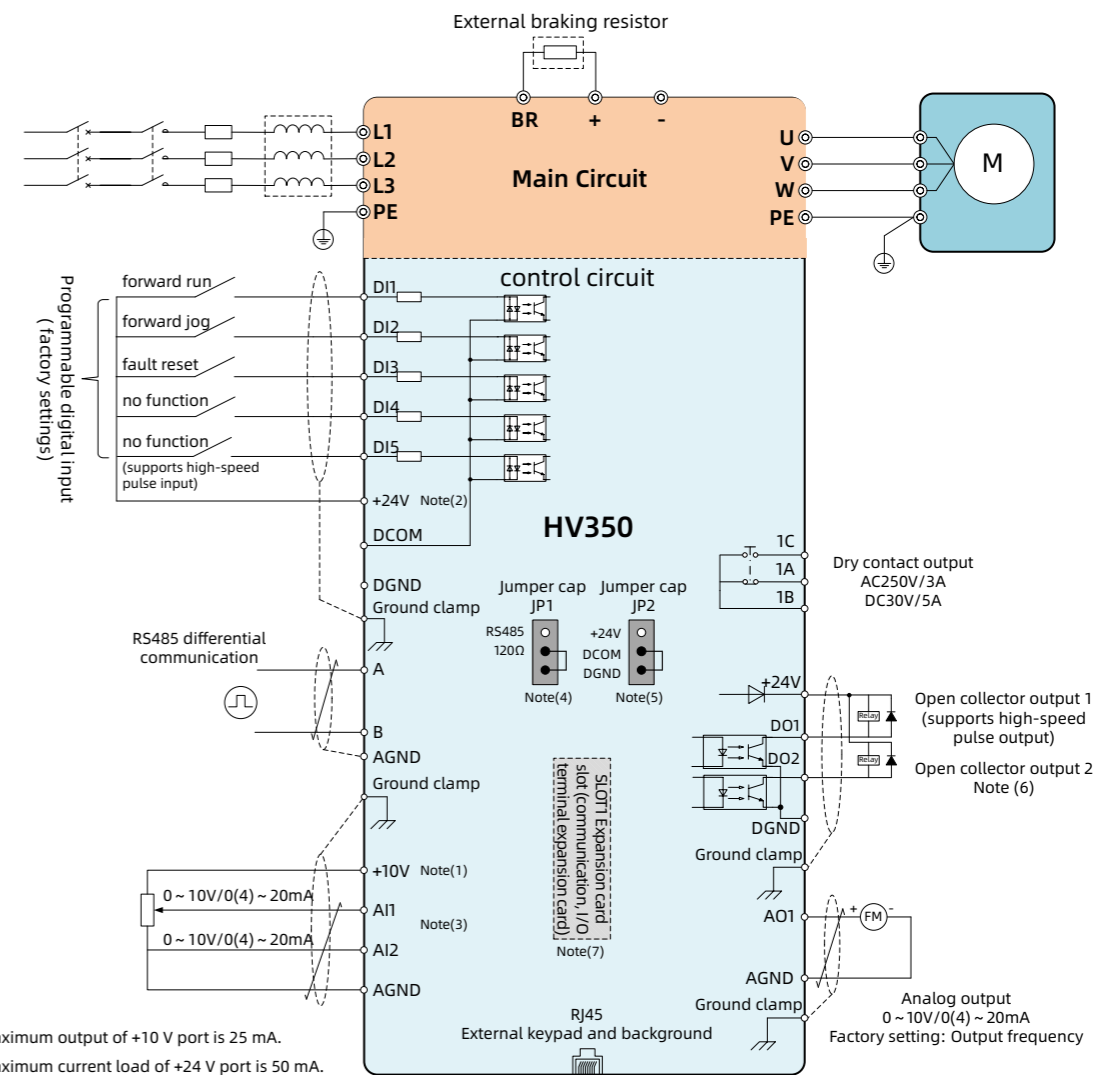 External braking resistor
BR
+
-
L1
L2
L3
PE
Main Circuit
U
V
W
PE
M
control circuit
Programmable digital input
( factory settings)
forward run
forward jog
fault reset
no function
no function
(supports high-speed
pulse input)
DI1
DI2
DI3
DI4
DI5
+24V Note(2)
DCOM
DGND
Ground clamp
HV350
1C
1A
1B
Dry contact output
AC250V/3A
DC30V/5A
Jumper cap
JP1
RS485
120Ω
Note(4)
Jumper cap
JP2
+24V
DCOM
DGND
Note(5)
RS485 differential
communication
A
B
AGND
Ground clamp
+24V
DO1
DO2
DGND
Ground clamp
Relay
Relay
Open collector output 1
(supports high-speed
pulse output)
Open collector output 2
Note (6)
SLOT1 Expansion card
slot (communication, I/O
terminal expansion card)
Note(7)
+10V Note(1)
0 ~ 10V/0(4) ~ 20mA
AI1
Note(3)
0 ~ 10V/0(4) ~ 20mA
AI2
AGND
AO1
+ FM -
AGND
Ground clamp
Analog output
0 ~ 10V/0(4) ~ 20mA
Factory setting: Output frequency
RJ45
External keypad and background
output of +10 V port is 25 mA.
current load of +24 V port is 50 mA.